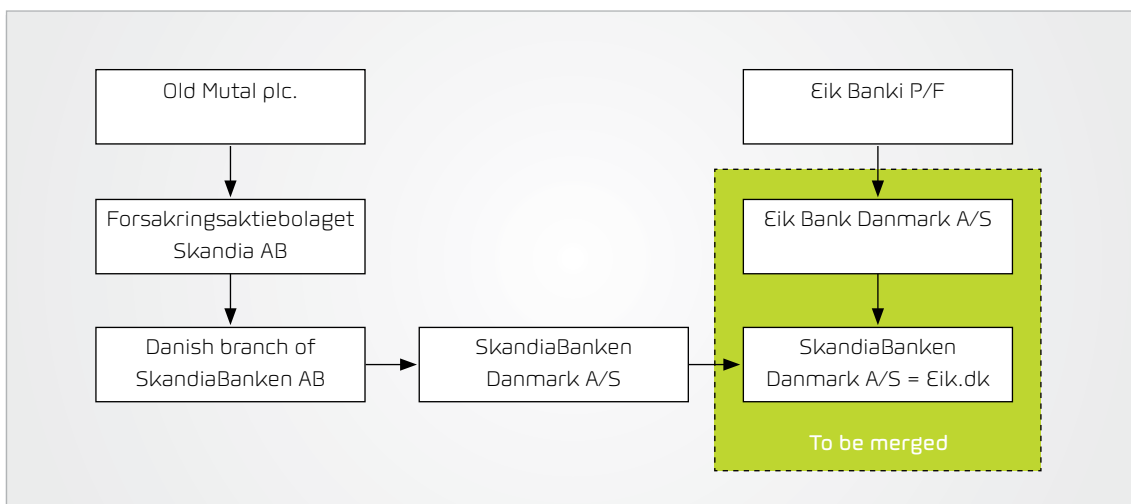 Old Mutal plc.
Eik Banki P/F
Forsakringsaktiebolaget
Skandia AB
Eik Bank Danmark A/S
Danish branch of
SkandiaBanken AB
SkandiaBanken
Danmark A/S
SkandiaBanken
Danmark A/S = Eik.dk
To be merged